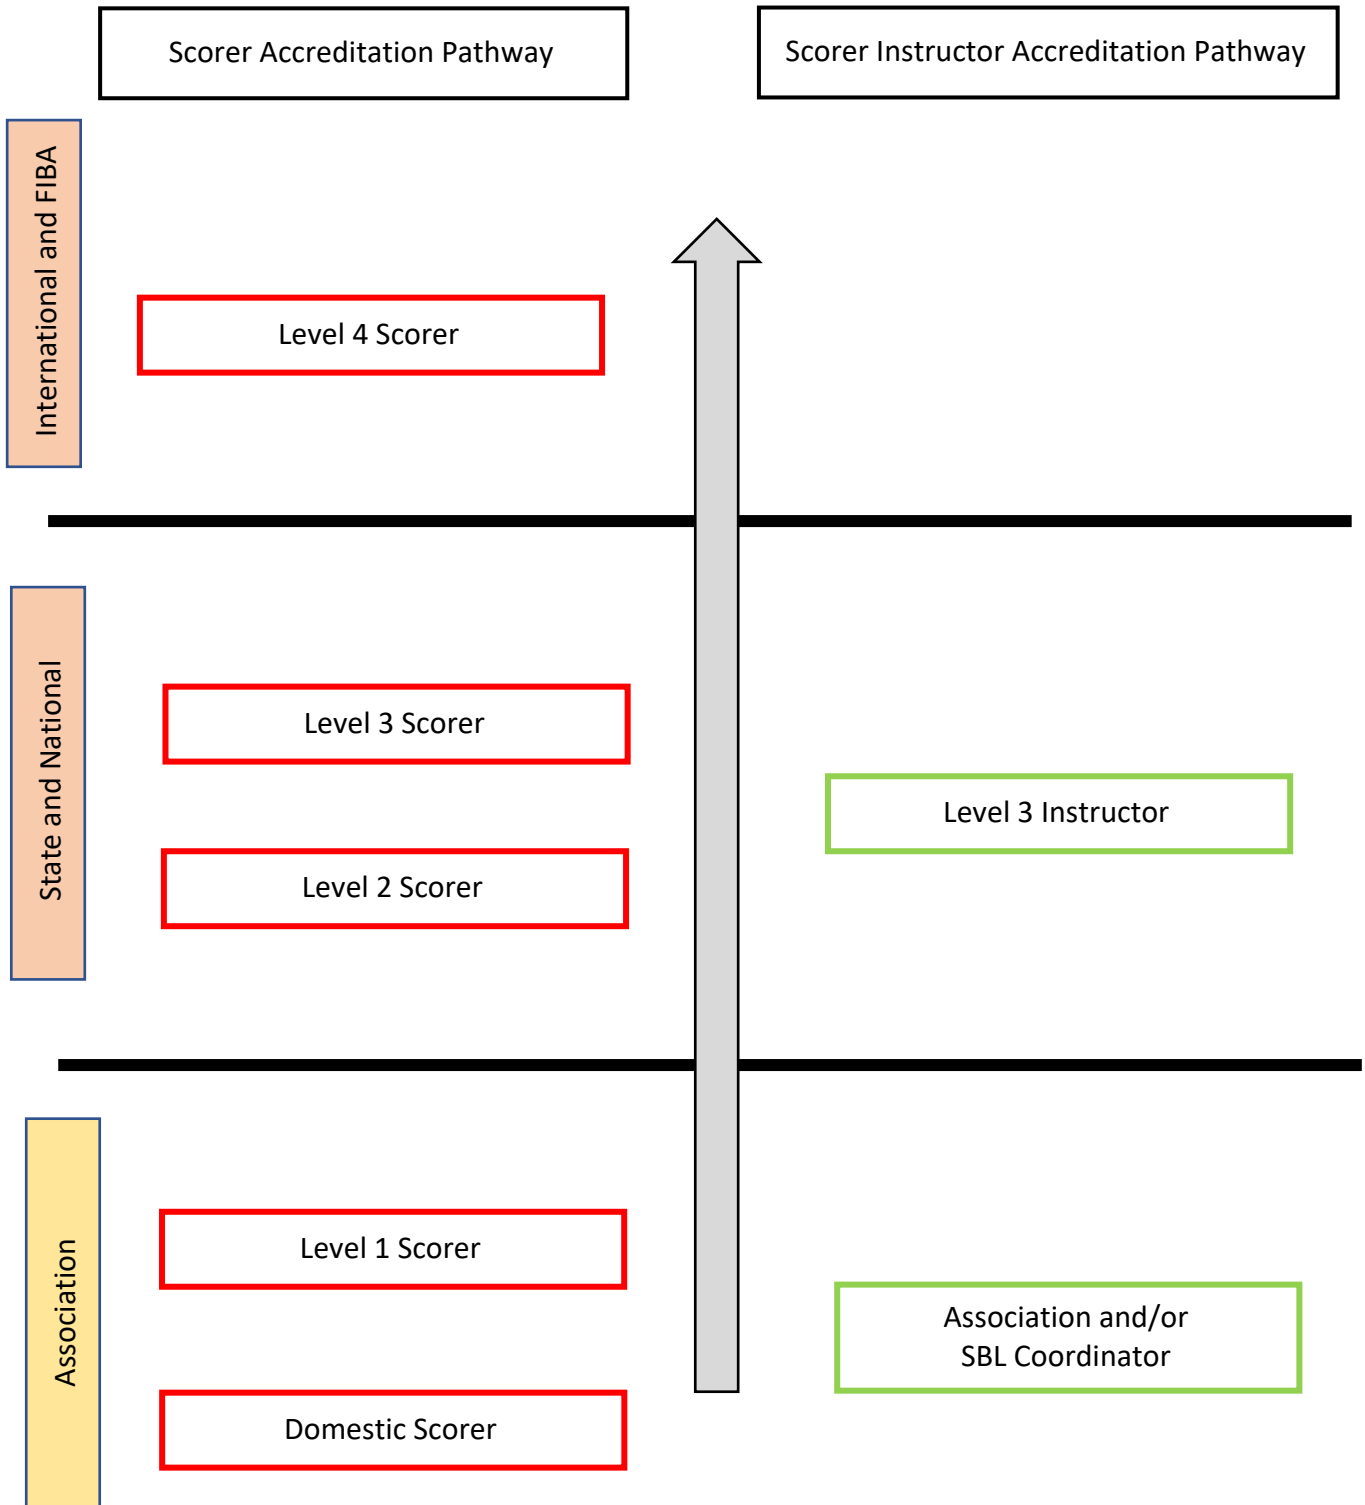 Scorer Accreditation Pathway
Scorer Instructor Accreditation Pathway
International and FIBA
Level 4 Scorer
State and National
Level 3 Scorer
Level 3 Instructor
Level 2 Scorer
Association
Level 1 Scorer
Association and/or
SBL Coordinator
Domestic Scorer